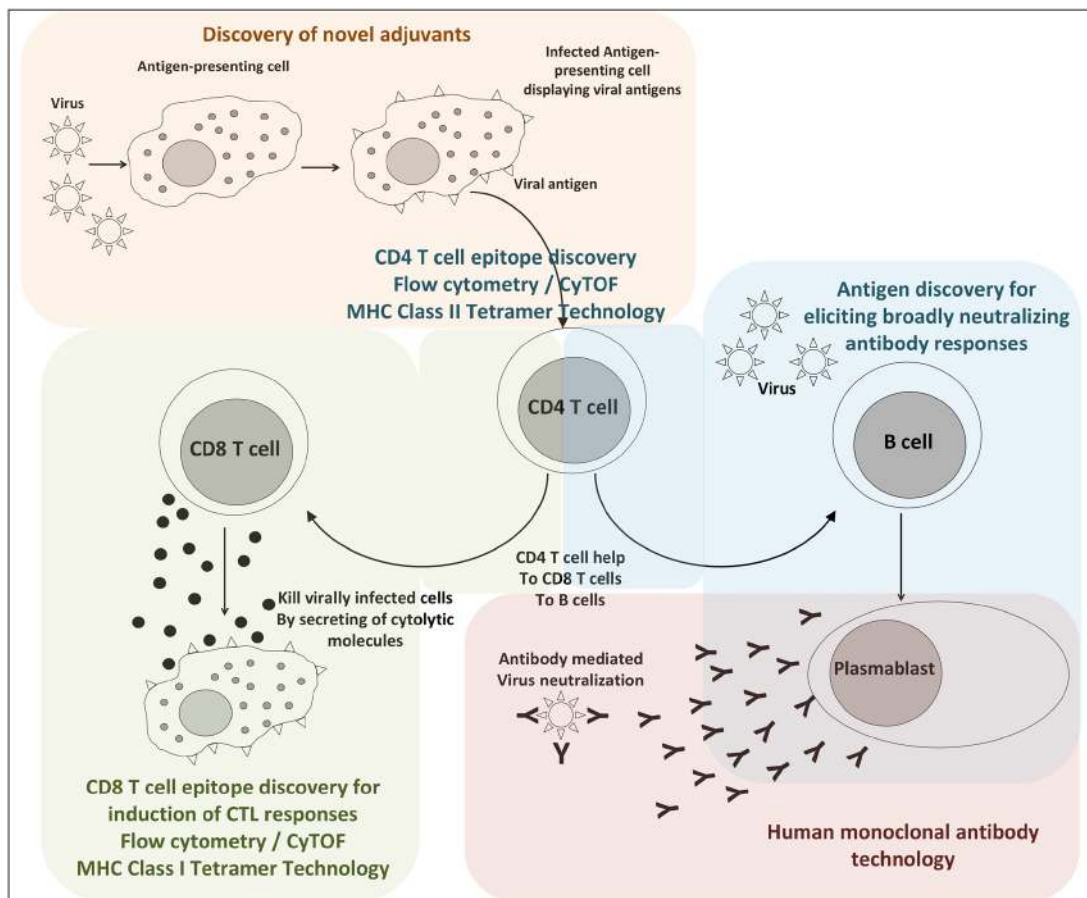 Discovery of novel adjuvants
Antigen-presenting cell
Infected Antigen-
presenting cell
displaying viral antigens
Virus
Viral antigen
CD4 T cell epitope discovery
Flow cytometry / CyTOF
MHC Class II Tetramer Technology
Antigen discovery for
eliciting broadly neutralizing
antibody responses
Virus
CD8 T cell
CD4 T cell
B cell
CD4 T cell help
To CD8 T cells
To B cells
Kill virally infected cells
By secreting of cytolytic
molecules
Antibody mediated
Virus neutralization
Plasmablast
CD8 T cell epitope discovery for
induction of CTL responses
Flow cytometry / CyTOF
MHC Class I Tetramer Technology
Human monoclonal antibody
technology